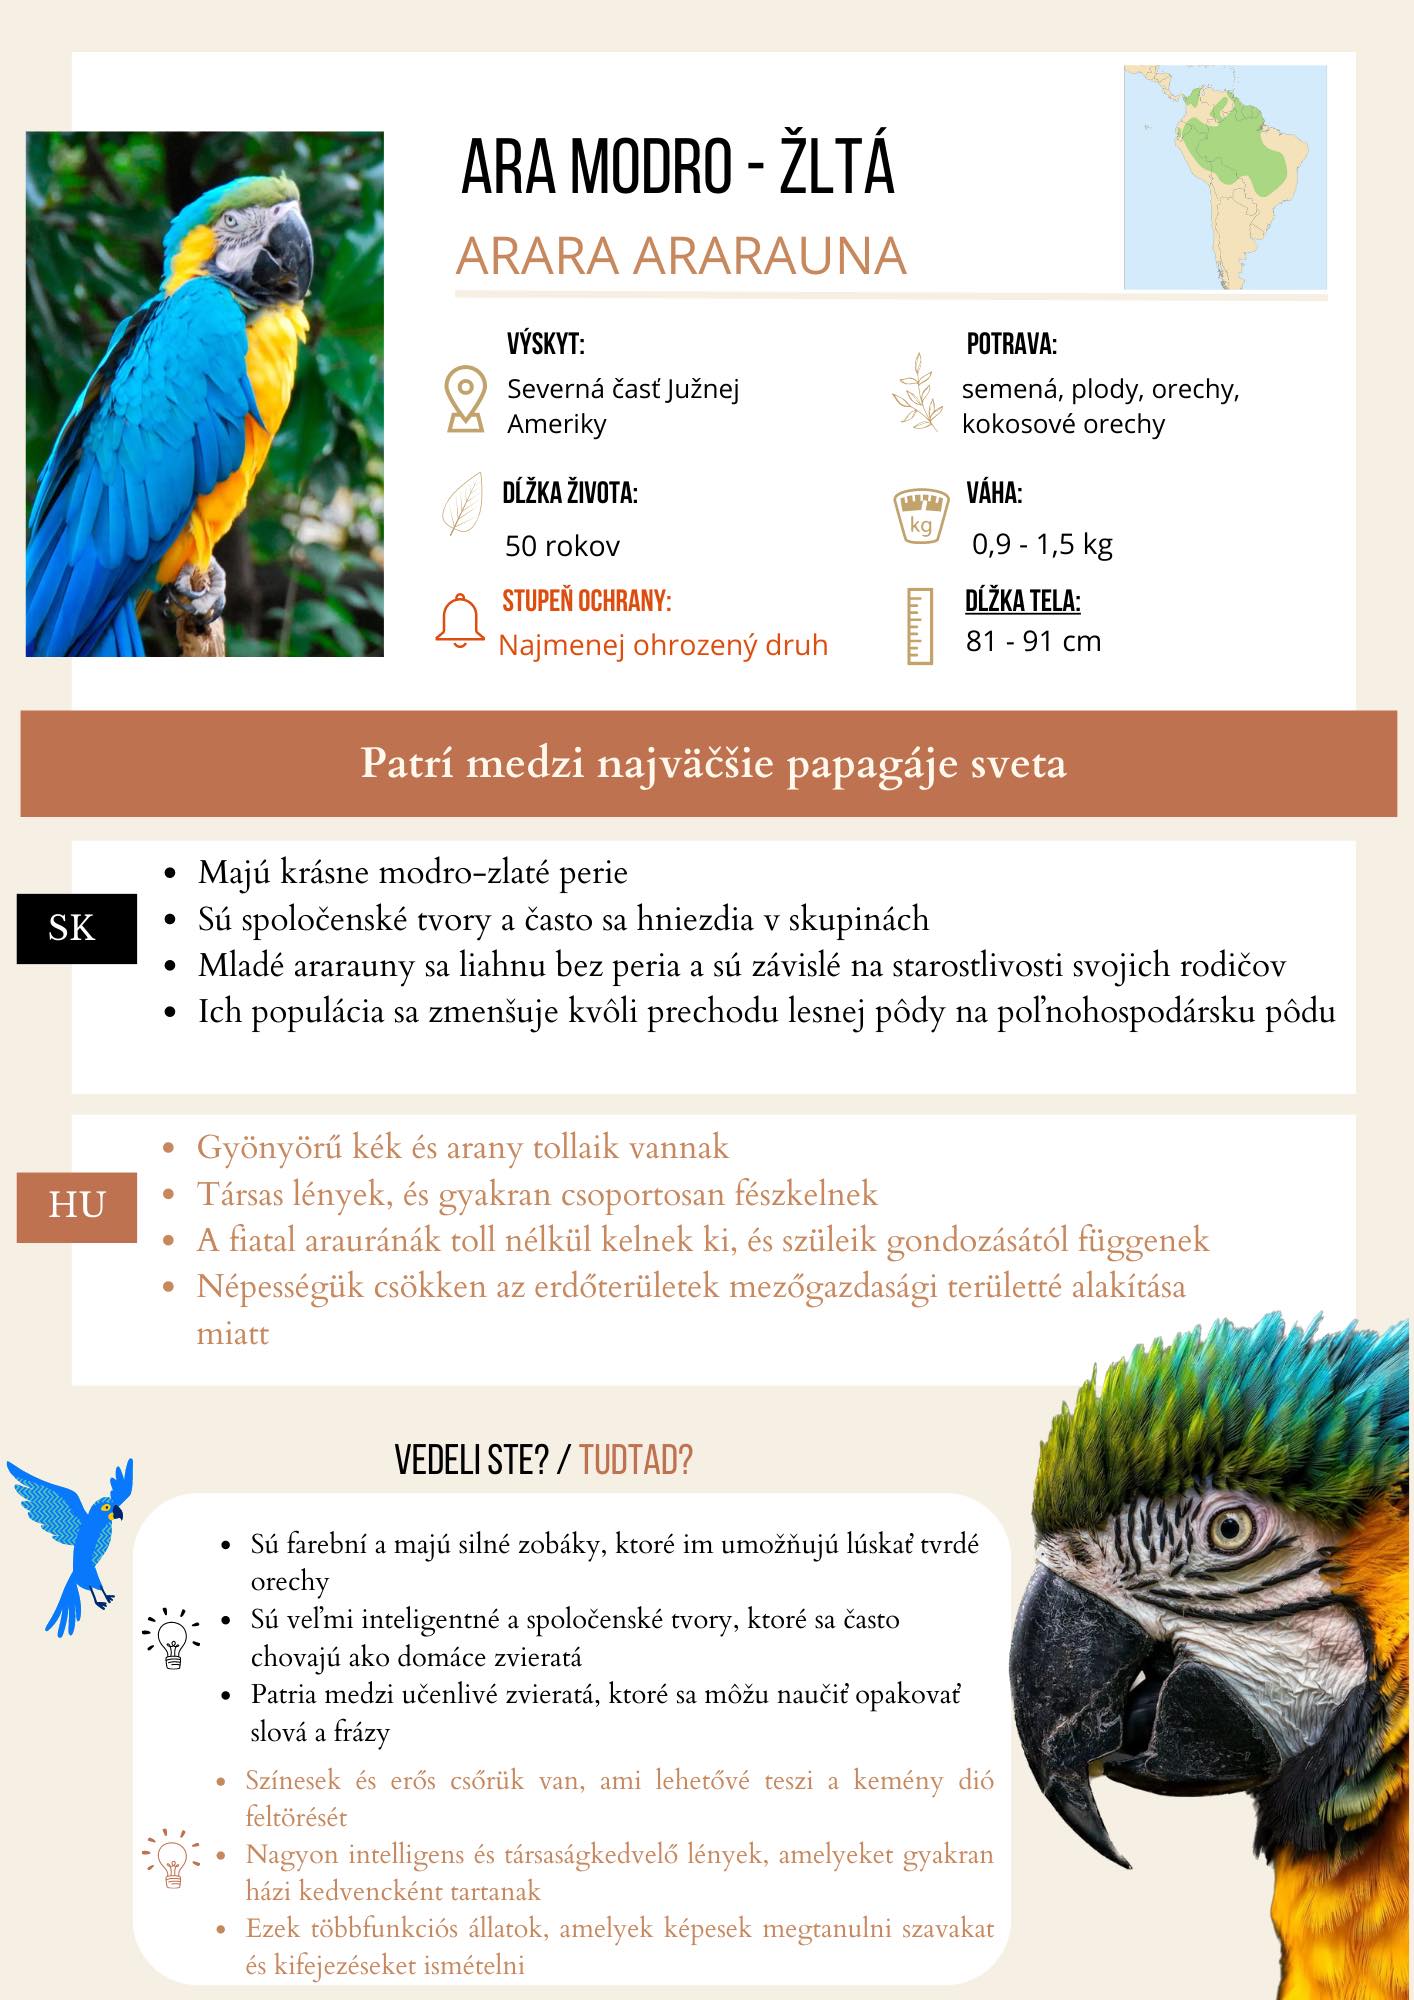 ARA MODRO - ŽLTÁ
ARARA ARARAUNA
VÝSKYT:
Severná časť Južnej
Ameriky
POTRAVA:
semená, plody, orechy,
kokosové orechy
DĹŽKA ŽIVOTA:
50 rokov
VÁHA:
kg
0,9 - 1,5 kg
STUPEŇ OCHRANY:
Najmenej ohrozený druh
DĹŽKA TELA:
81 - 91 cm
Patrí medzi najväčšie papagáje sveta
SK
• Majú krásne modro-zlaté perie
• Sú spoločenské tvory a často sa hniezdia v skupinách
• Mladé ararauny sa liahnu bez peria a sú závislé na starostlivosti svojich rodičov
• Ich populácia sa zmenšuje kvôli prechodu lesnej pôdy na poľnohospodársku pôdu
HU
• Gyönyörű kék és arany tollaik vannak
• Társas lények, és gyakran csoportosan fészkelnek
• A fiatal arauránák toll nélkül kelnek ki, és szüleik gondozásától függenek
• Népességük csökken az erdőterületek mezőgazdasági területté alakítása
miatt
VEDELI STE? / TUDTAD?
• Sú farební a majú silné zobáky, ktoré im umožňujú lúskať tvrdé
orechy
• Sú veľmi inteligentné a spoločenské tvory, ktoré sa často
chovajú ako domáce zvieratá
• Patria medzi učenlivé zvieratá, ktoré sa môžu naučiť opakovať
slová a frázy
• Színesek és erős csőrük van, ami lehetővé teszi a kemény dió
feltörését
• Nagyon intelligens és társaságkedvelő lények, amelyeket gyakran
házi kedvencként tartanak
• Ezek többfunkciós állatok, amelyek képesek megtanulni szavakat
és kifejezéseket ismételni